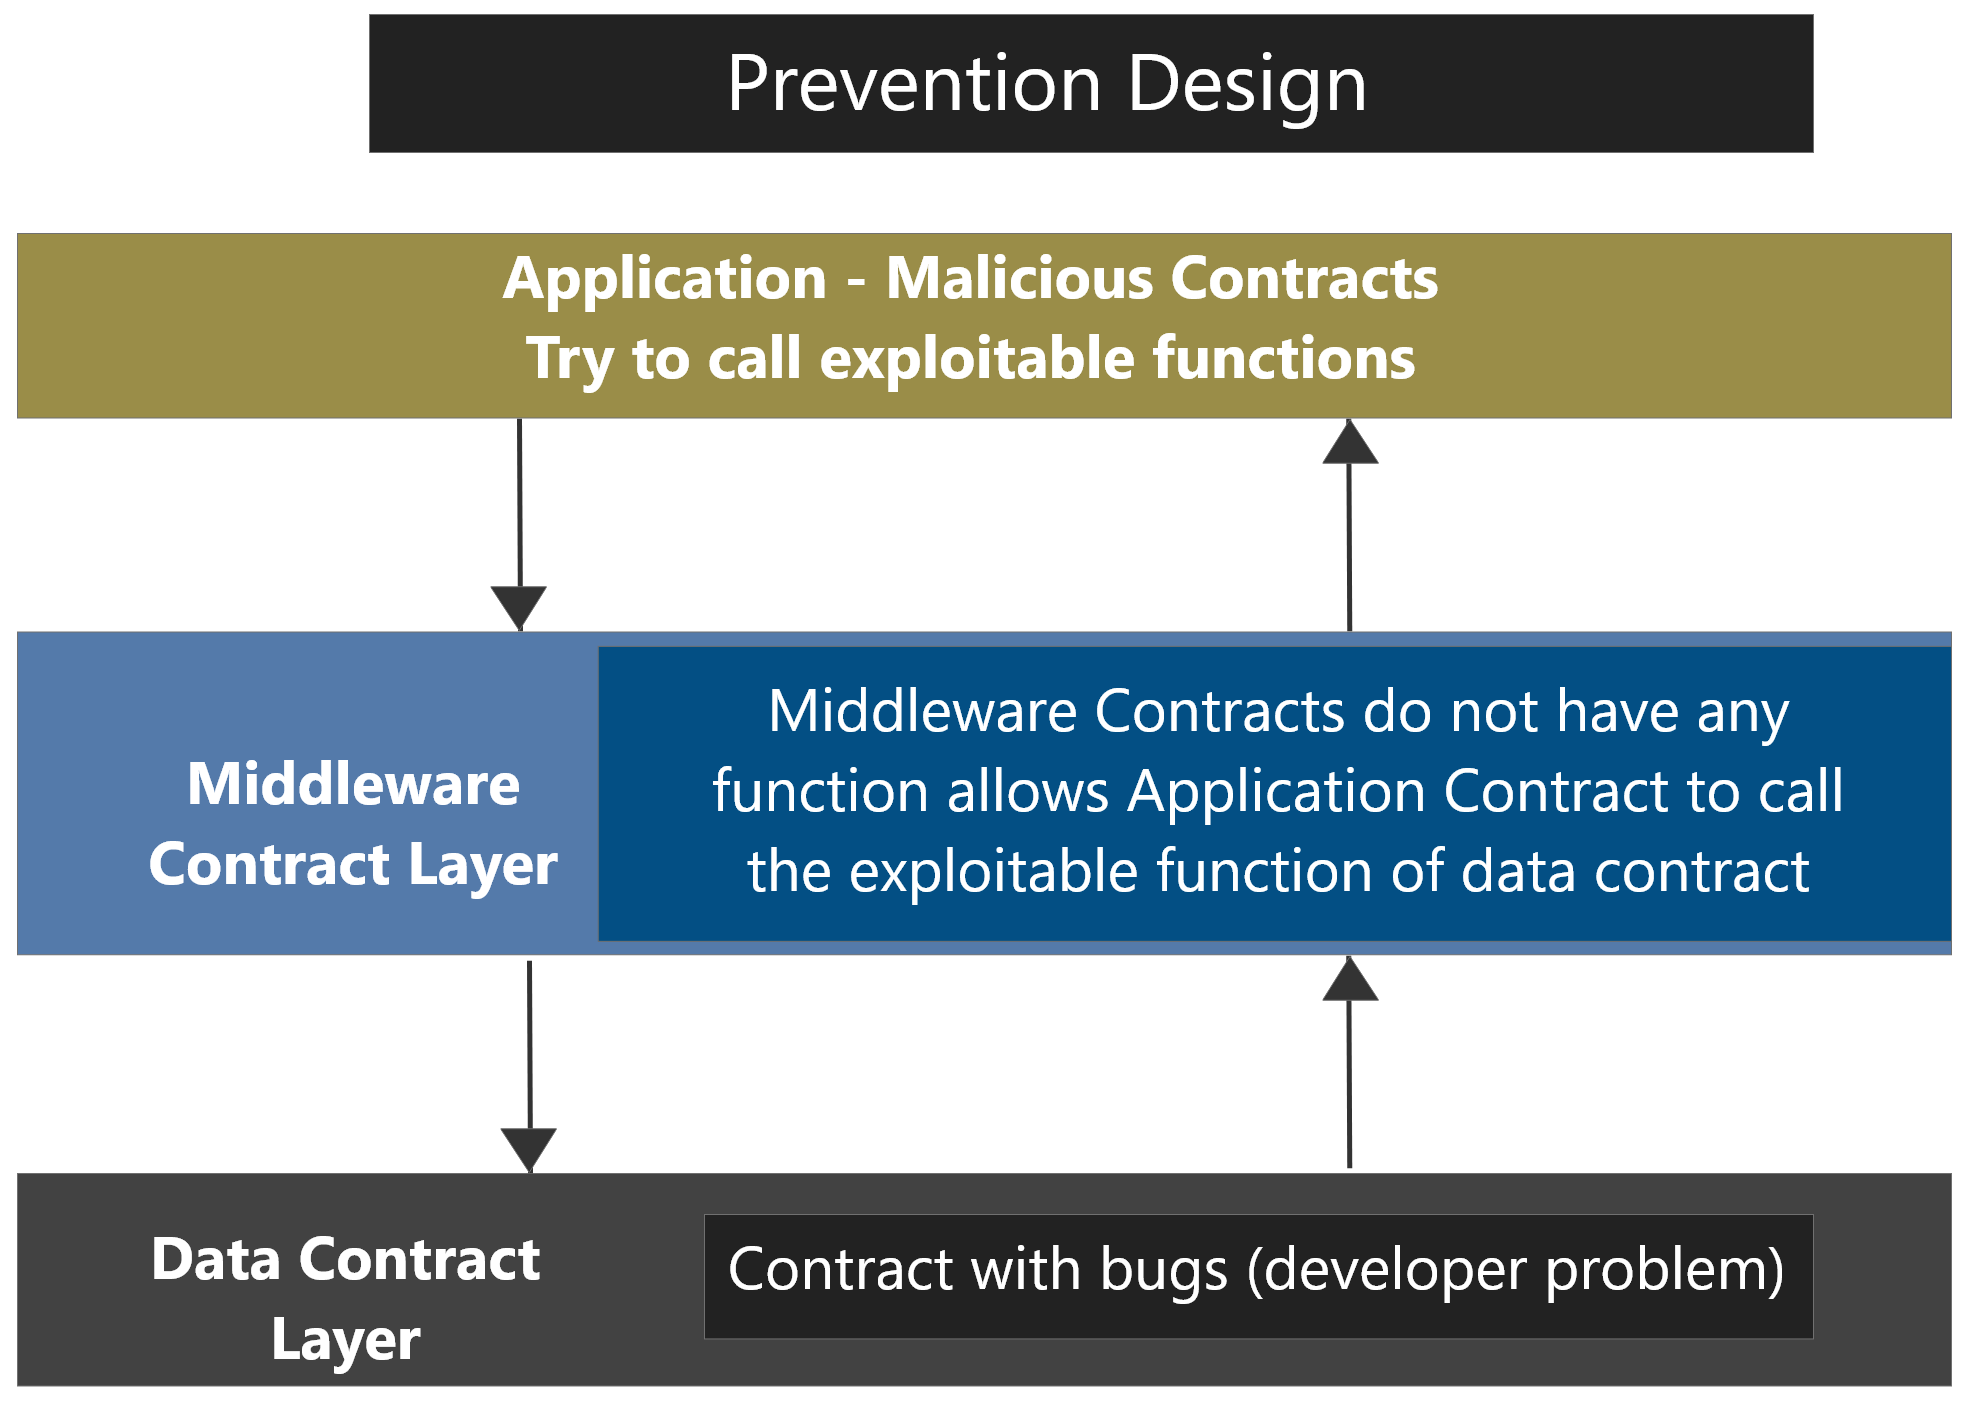 Prevention Design
Application - Malicious Contracts
Try to call exploitable functions
Middleware
Contract Layer
Middleware Contracts do not have any
function allows Application Contract to call
the exploitable function of data contract
Data Contract
Layer
Contract with bugs (developer problem)